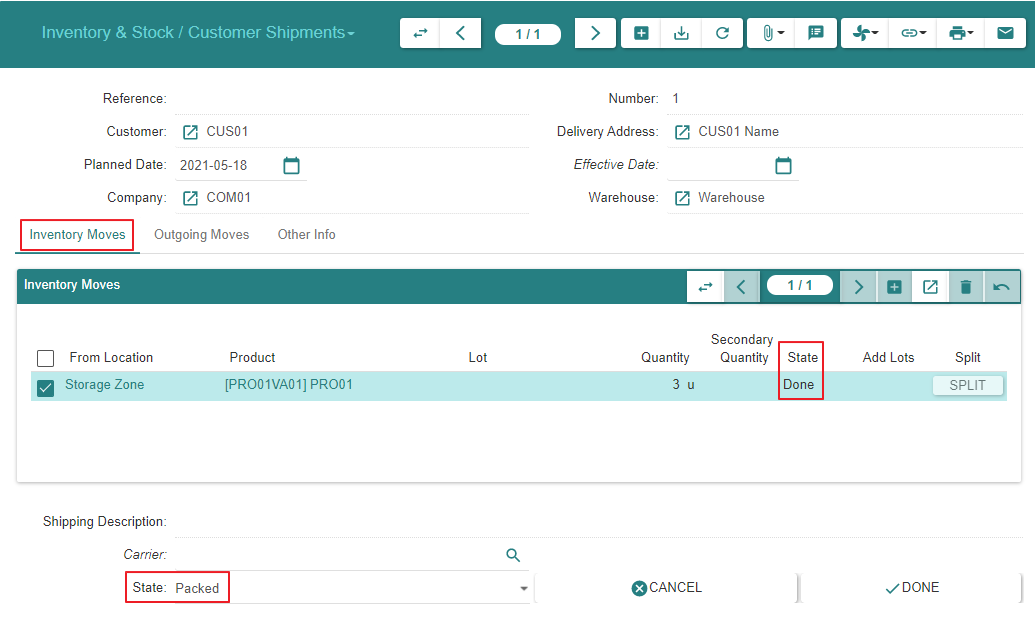 Inventory & Stock / Customer Shipments
1 / 1
Reference:
Number: 1
Customer: CUS01
Delivery Address: CUS01 Name
Planned Date: 2021-05-18
Effective Date:
Company: COM01
Warehouse: Warehouse
Inventory Moves Outgoing Moves Other Info
Inventory Moves 1 / 1
From Location Product Lot Quantity Secondary Quantity State Add Lots Split
Storage Zone [PRO01VA01] PRO01 3 u Done SPLIT
Shipping Description:
Carrier:
State: Packed CANCEL DONE